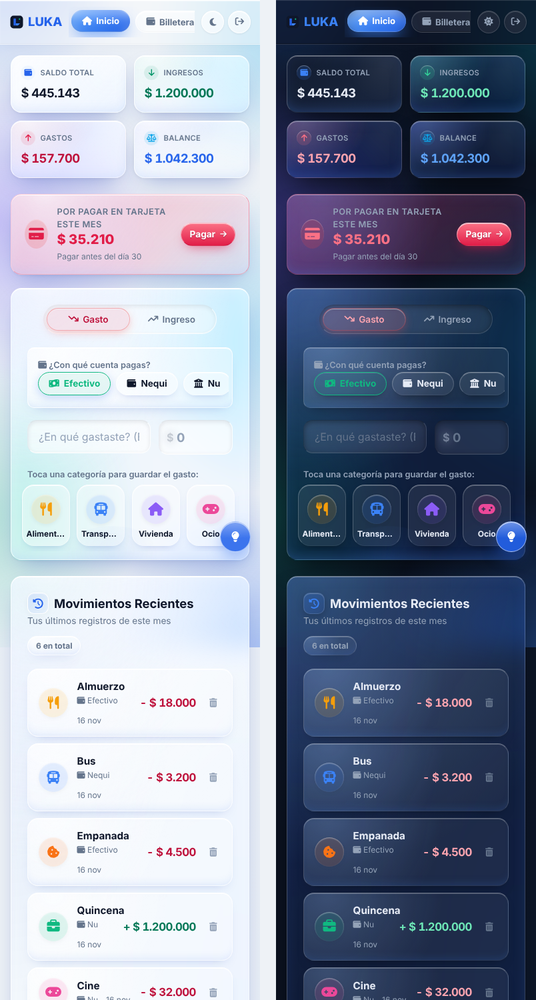 LUKA
Inicio
Billetera
SALDO TOTAL
$ 445.143
INGRESOS
$ 1.200.000
GASTOS
$ 157.700
BALANCE
$ 1.042.300
POR PAGAR EN TARJETA
ESTE MES
$ 35.210
Pagar antes del día 30
Pagar →
Gasto
Ingreso
¿Con qué cuenta pagas?
Efectivo
Nequi
Nu
¿En qué gastaste? (I
$ 0
Toca una categoría para guardar el gasto:
Aliment...
Transp...
Vivienda
Ocio
Movimientos Recientes
Tus últimos registros de este mes
6 en total
Almuerzo
Efectivo
16 nov
- $ 18.000
Bus
Nequi
16 nov
- $ 3.200
Empanada
Efectivo
16 nov
- $ 4.500
Quincena
Nu
16 nov
+ $ 1.200.000
Cine
Nu 16 nov
- $ 32.000
LUKA
Inicio
Billetera
SALDO TOTAL
$ 445.143
INGRESOS
$ 1.200.000
GASTOS
$ 157.700
BALANCE
$ 1.042.300
POR PAGAR EN TARJETA
ESTE MES
$ 35.210
Pagar antes del día 30
Pagar →
Gasto
Ingreso
¿Con qué cuenta pagas?
Efectivo
Nequi
Nu
¿En qué gastaste? (I
$ 0
Toca una categoría para guardar el gasto:
Aliment...
Transp...
Vivienda
Ocio
Movimientos Recientes
Tus últimos registros de este mes
6 en total
Almuerzo
Efectivo
16 nov
- $ 18.000
Bus
Nequi
16 nov
- $ 3.200
Empanada
Efectivo
16 nov
- $ 4.500
Quincena
Nu
16 nov
+ $ 1.200.000
Cine
Nu 16 nov
- $ 32.000